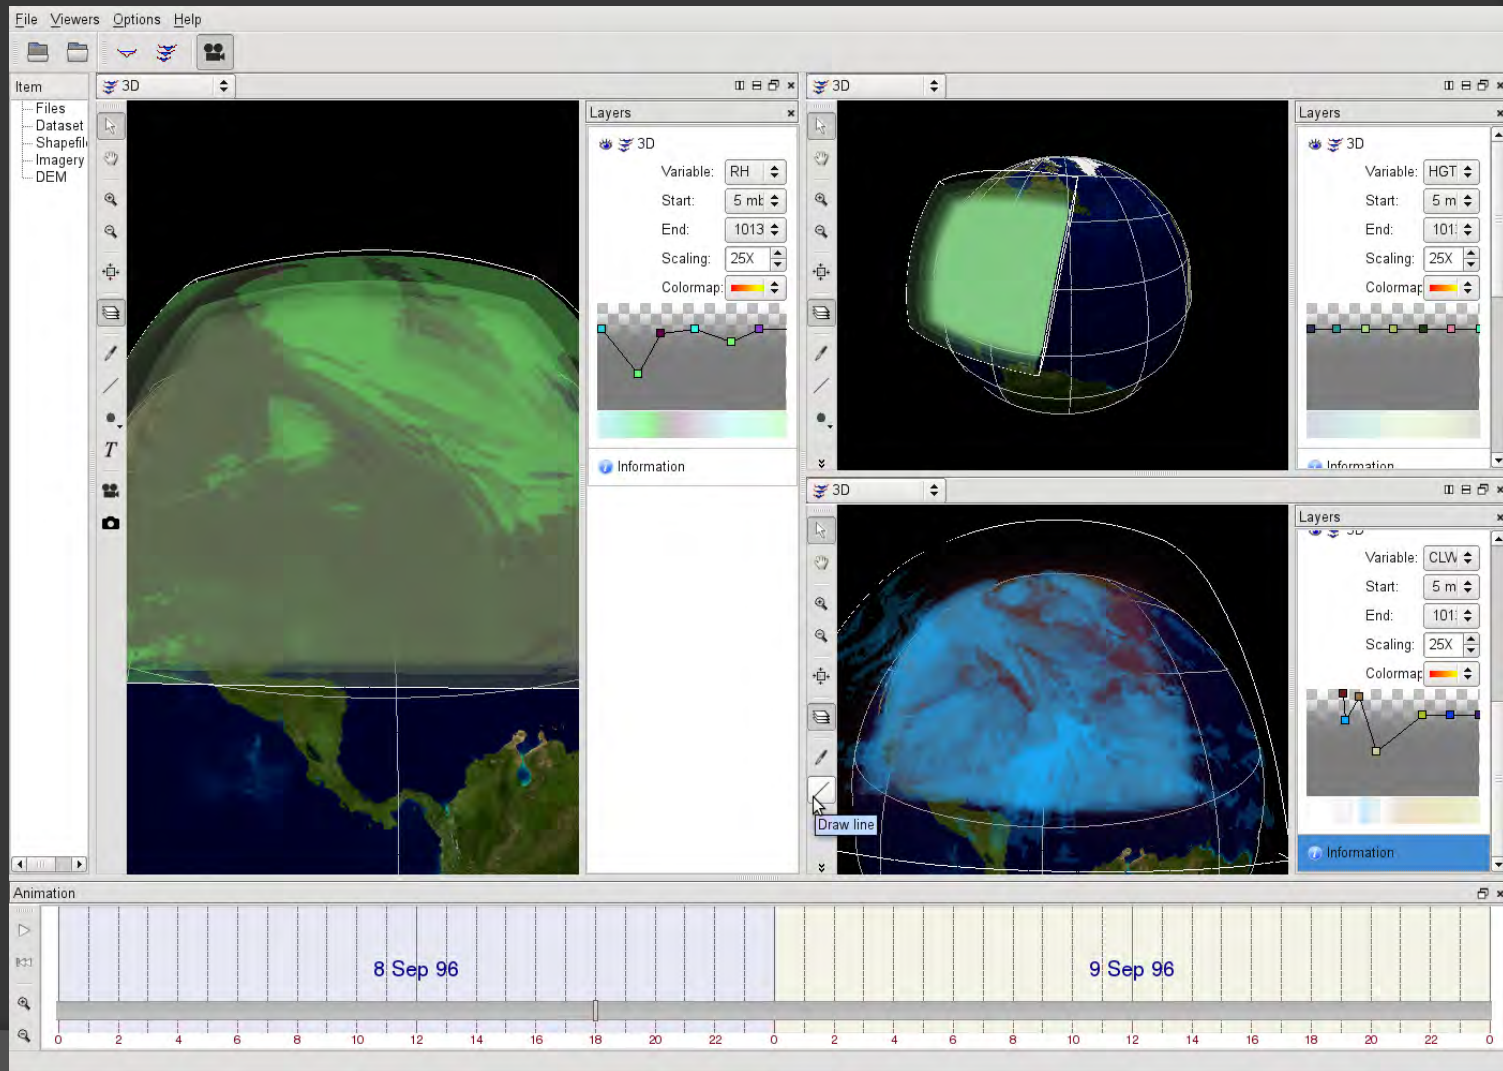 File Viewers Options Help
Item
Files
Dataset
Shapefil
Imagery
DEM
3D
Layers
3D
Variable: RH
Start: 5 mb
End: 1013
Scaling: 25X
Colormap:
Information
T
3D
Layers
3D
Variable: HGT
Start: 5 m
End: 101
Scaling: 25X
Colormap
Information
3D
Layers
3D
Variable: CLW
Start: 5 m
End: 101
Scaling: 25X
Colormap
Information
Draw line
Animation
8 Sep 96 9 Sep 96
0 2 4 6 8 10 12 14 16 18 20 22 0 2 4 6 8 10 12 14 16 18 20 22 0